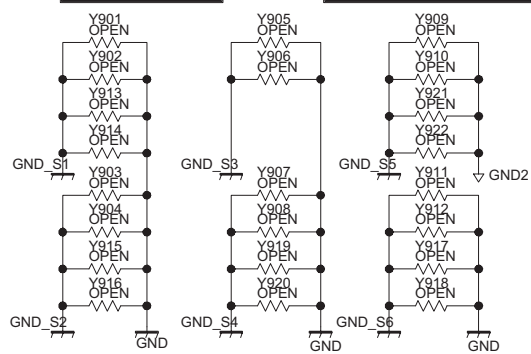 Y901
OPEN
Y902
OPEN
Y913
OPEN
Y914
OPEN
GND_S1
Y903
OPEN
Y904
OPEN
Y915
OPEN
Y916
OPEN
GND_S2
GND
Y905
OPEN
Y906
OPEN
GND_S3
Y907
OPEN
Y908
OPEN
Y919
OPEN
Y920
OPEN
GND_S4
GND
Y909
OPEN
Y910
OPEN
Y921
OPEN
Y922
OPEN
GND_S5
GND2
Y911
OPEN
Y912
OPEN
Y917
OPEN
Y918
OPEN
GND_S6
GND